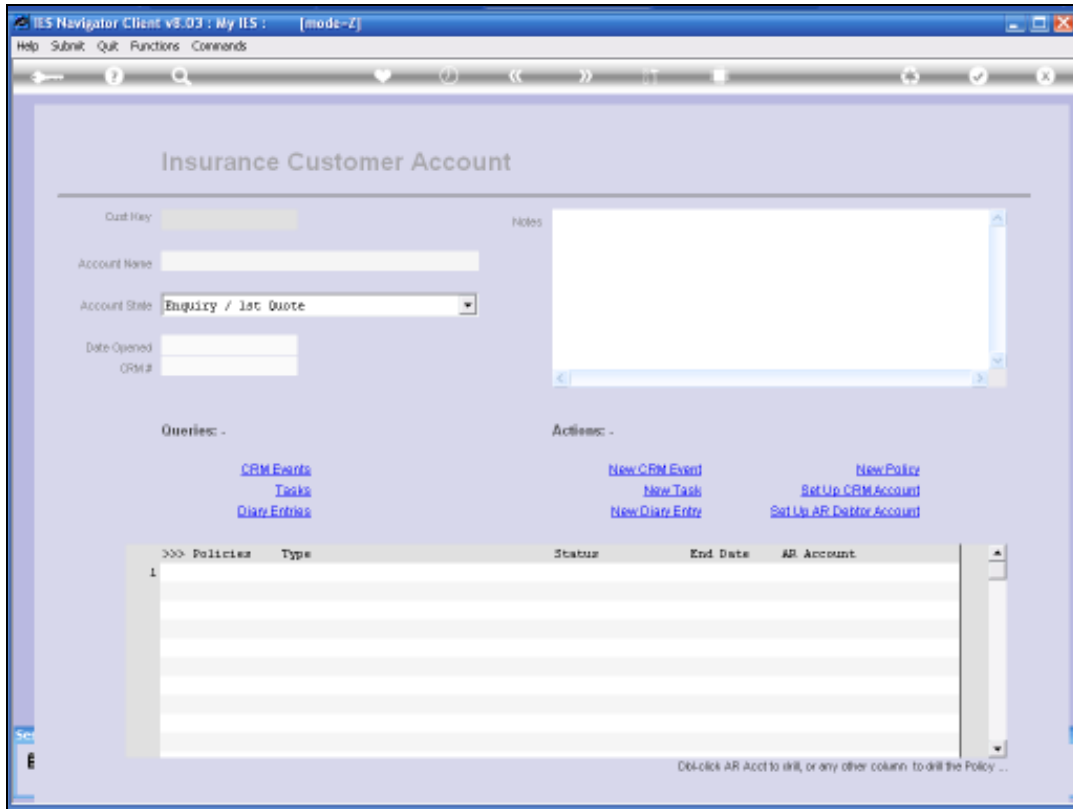 IES Navigator Client v8.03 : My IES : [mode=Z]
Help Submit Quit Functions Commands
Insurance Customer Account
Cust Key
Notes
Account Name
Account State Enquiry / 1st Quote
Date Opened
CRM #
Queries: -
Actions: -
CRM Events New CRM Event New Policy
Tasks New Task Set Up CRM Account
Diary Entries New Diary Entry Set Up AR Debtor Account
>>> Policies Type Status End Date AR Account
1
Dbl-click AR Acct to drill, or any other column to drill the Policy ...